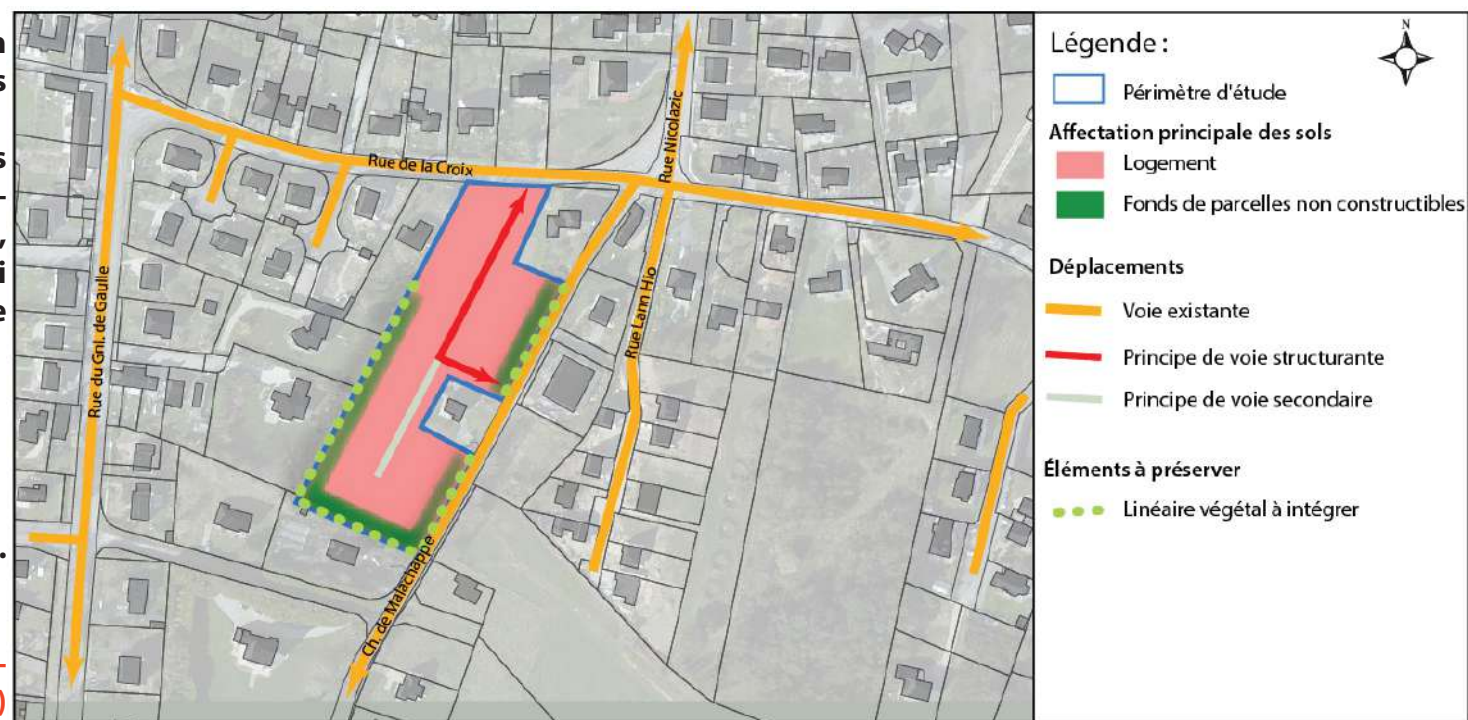 n
s
s
-
,
i
e
.
-
)
Rue de la Croix
Rue Nicolazic
Rue du Gnl. de Gaulle
Rue Lann Hio
Ch. de Malachappe
Légende :
N
Périmètre d'étude
Affectation principale des sols
Logement
Fonds de parcelles non constructibles
Déplacements
Voie existante
Principe de voie structurante
Principe de voie secondaire
Éléments à préserver
Linéaire végétal à intégrer